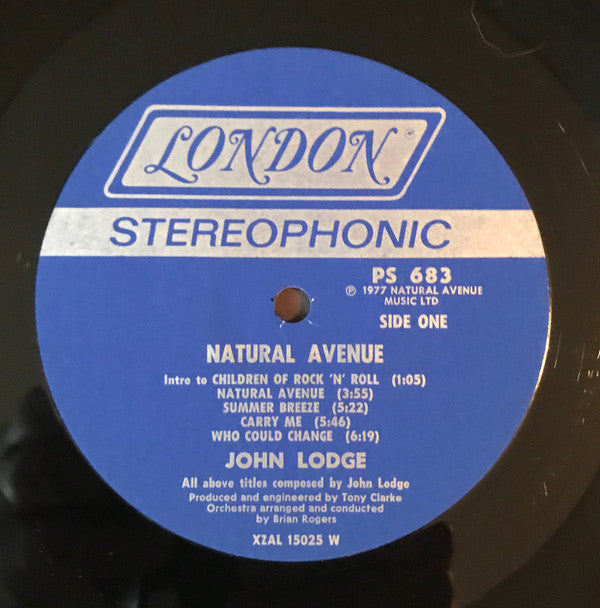 LONDON
STEREOPHONIC
PS 683
℗ 1977 NATURAL AVENUE
MUSIC LTD
SIDE ONE
NATURAL AVENUE
Intro to CHILDREN OF ROCK 'N' ROLL (1:05)
NATURAL AVENUE (3:55)
SUMMER BREEZE (5:22)
CARRY ME (5:46)
WHO COULD CHANGE (6:19)
JOHN LODGE
All above titles composed by John Lodge
Produced and engineered by Tony Clarke
Orchestra arranged and conducted
by Brian Rogers
XZAL 15025 W